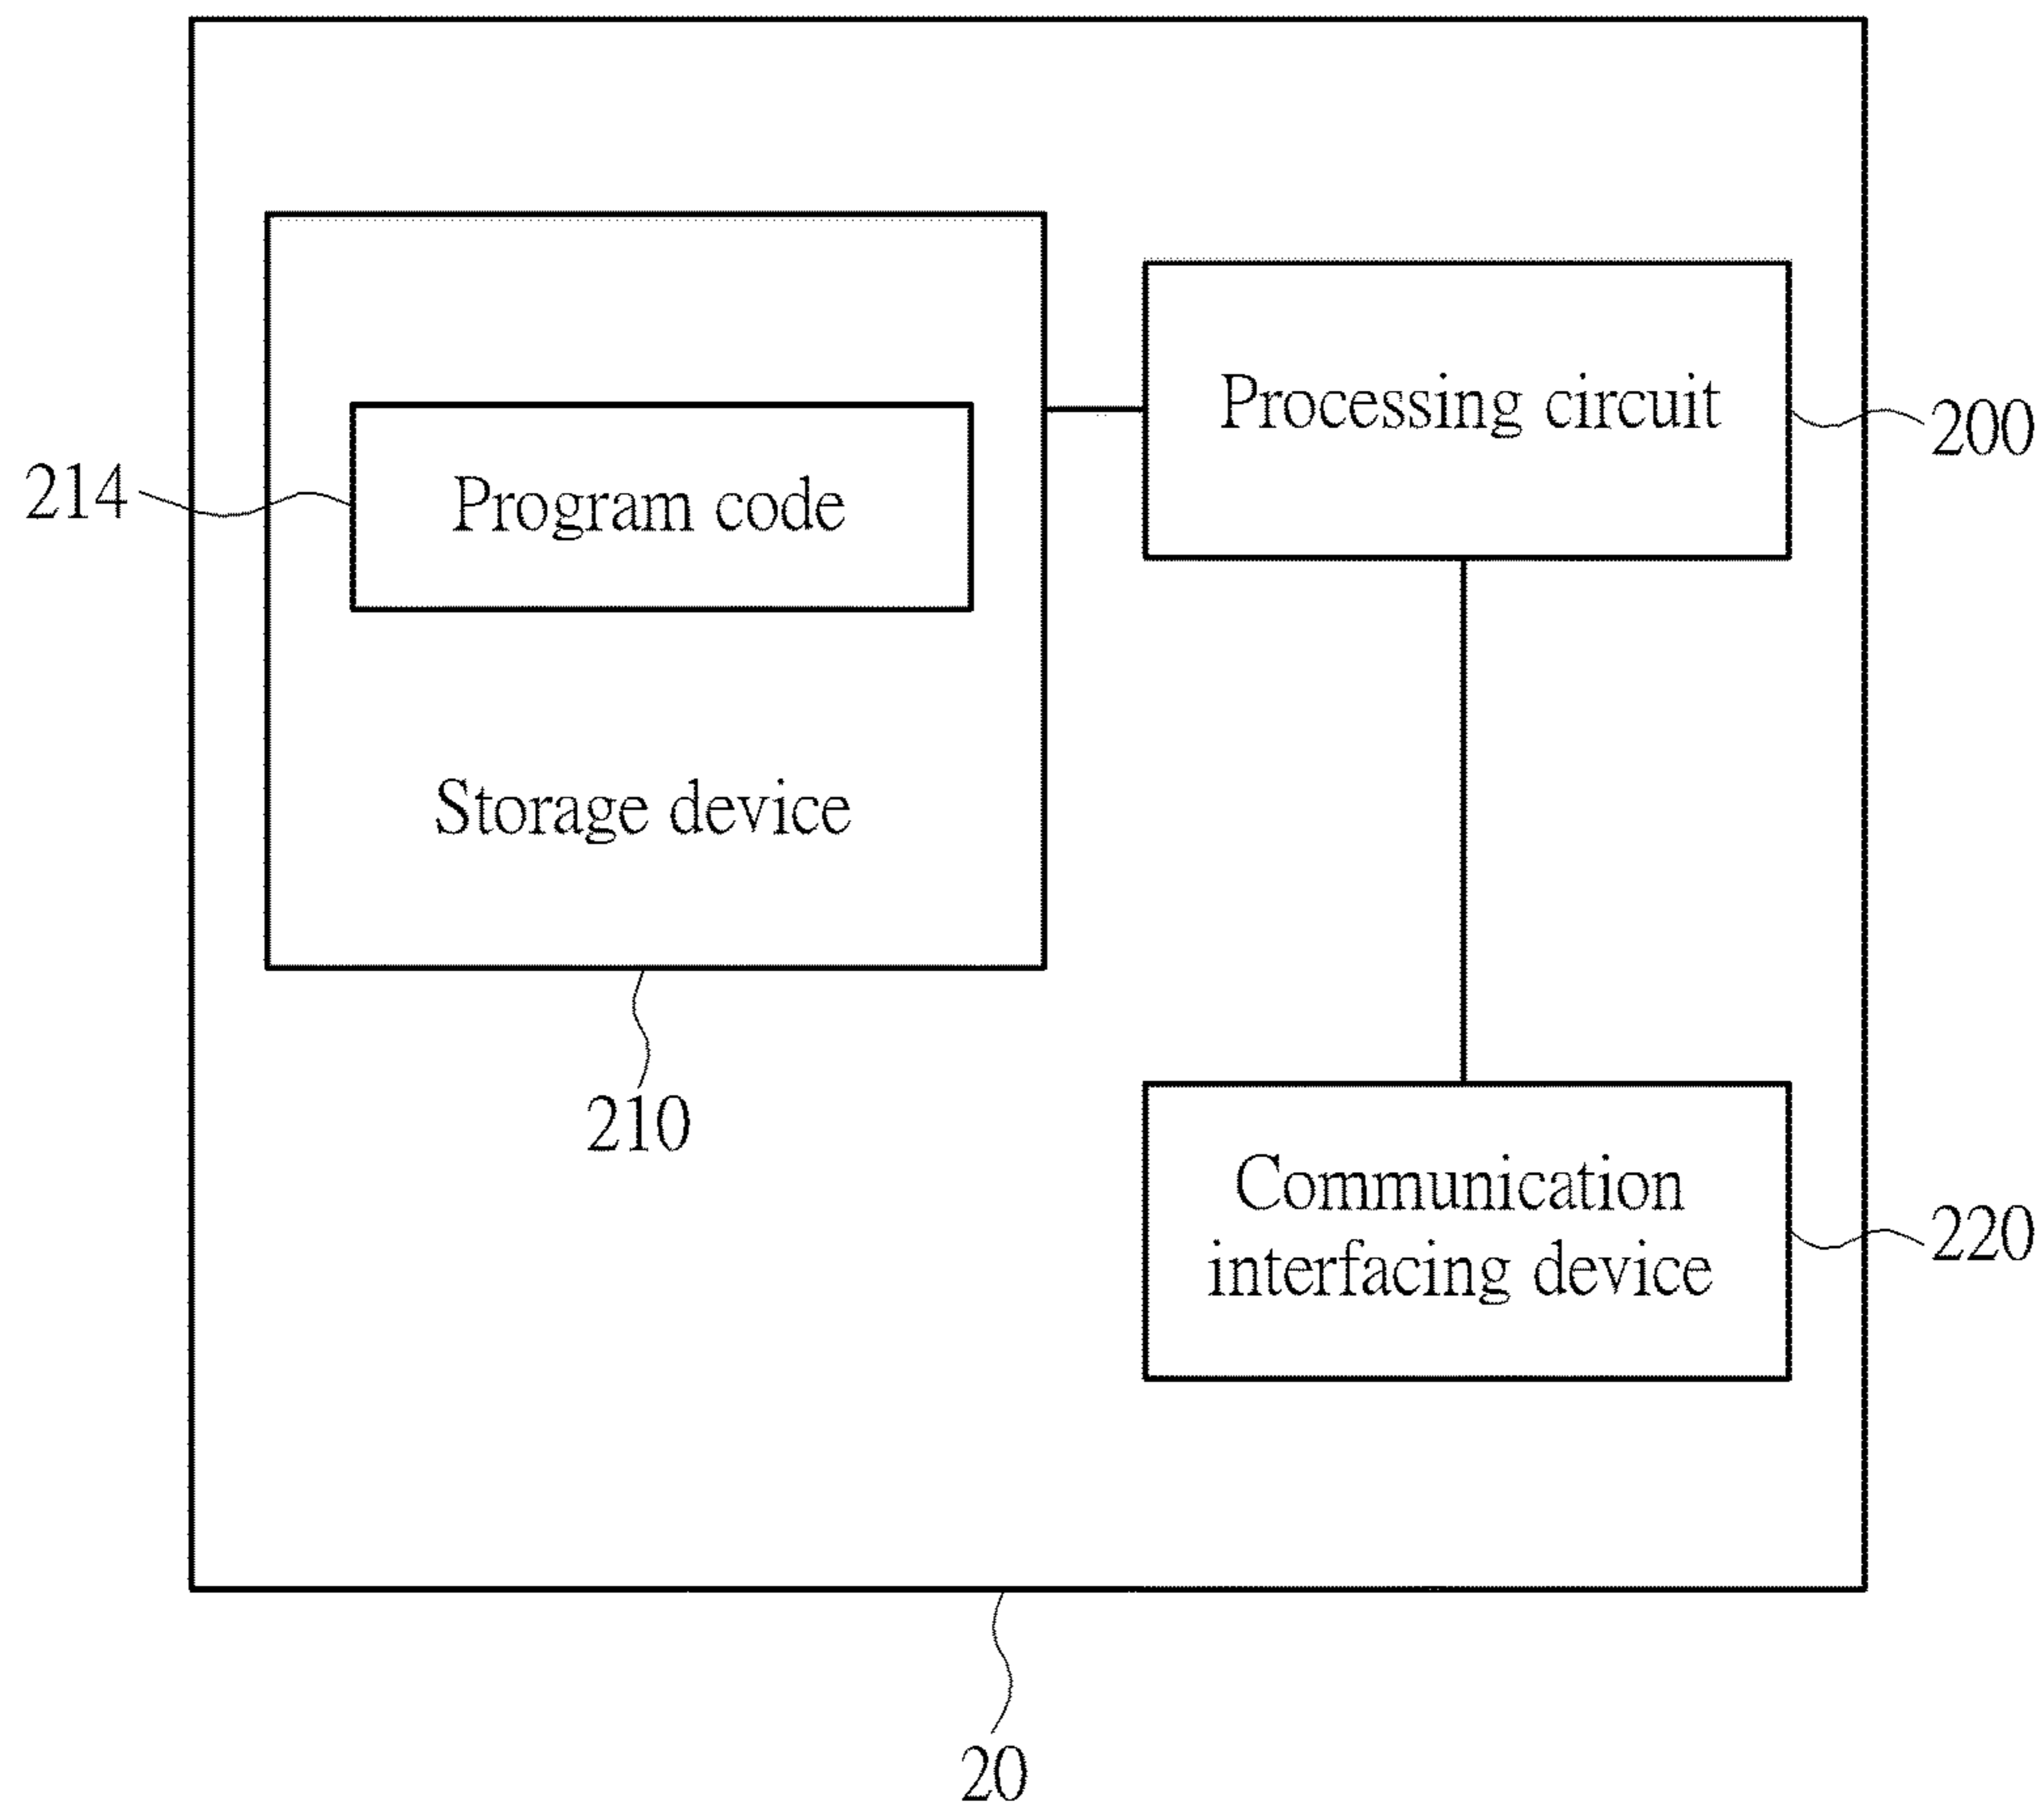 Processing circuit
200
214
Program code
Storage device
210
Communication
interfacing device
220
20